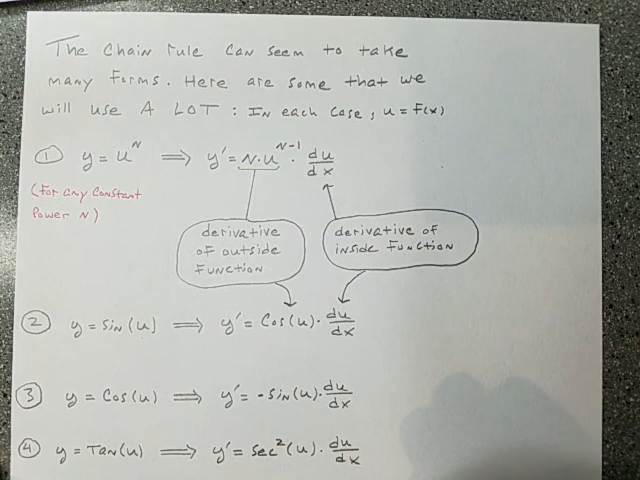 The Chain rule can seem to take
many forms. Here are some that we
will use A LOT : In each case, u = f(x)
① y = u^N ⟹ y' = N·u^(N-1) · du/dx
(for any constant
power N)
derivative
of outside
function
derivative of
inside function
② y = sin(u) ⟹ y' = cos(u) · du/dx
③ y = cos(u) ⟹ y' = -sin(u) · du/dx
④ y = Tan(u) ⟹ y' = sec²(u) · du/dx